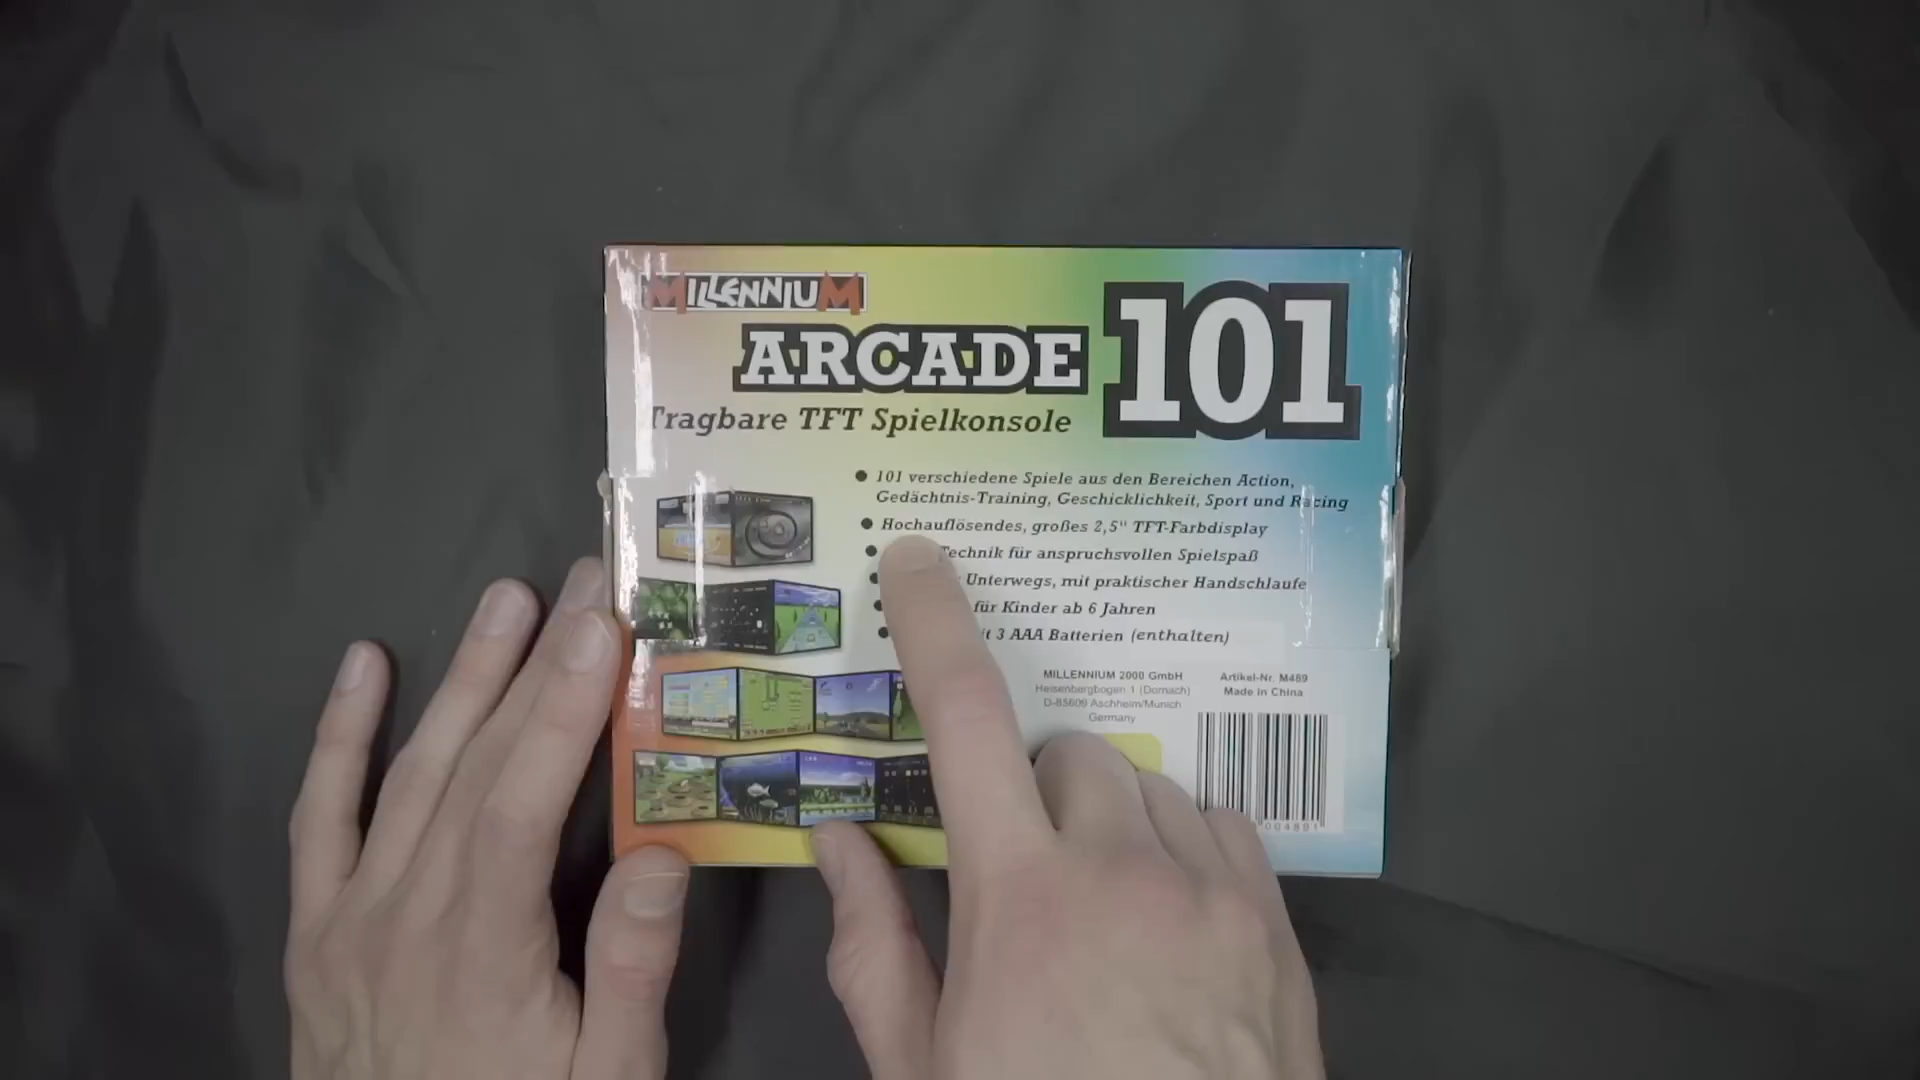 MILLENNIUM
ARCADE 101
Tragbare TFT Spielkonsole
101 verschiedene Spiele aus den Bereichen Action,
Gedächtnis-Training, Geschicklichkeit, Sport und Racing
Hochauflösendes, großes 2,5" TFT-Farbdisplay
Technik für anspruchsvollen Spielspaß
Unterwegs, mit praktischer Handschlaufe
für Kinder ab 6 Jahren
3 AAA Batterien (enthalten)
MILLENNIUM 2000 GmbH
Heisenbergbogen 1 (Dornach)
D-85609 Aschheim/Munich
Germany
Artikel-Nr. M489
Made in China
004891